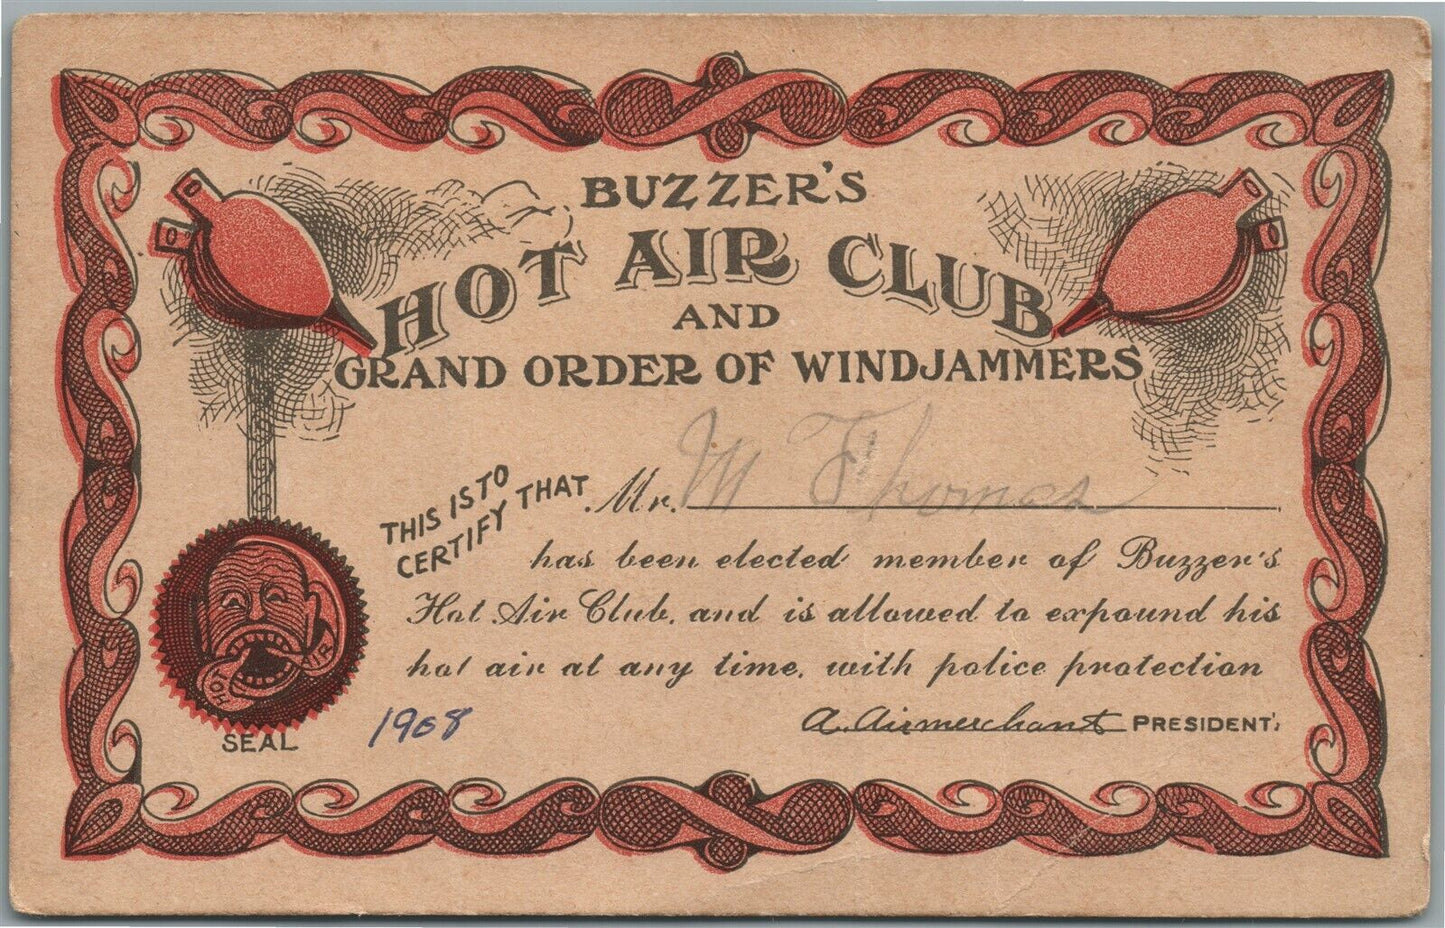 BUZZER'S
HOT AIR CLUB
AND
GRAND ORDER OF WINDJAMMERS
THIS IS TO
CERTIFY THAT Mr. M Thomas
has been elected member of Buzzer's
Hot Air Club, and is allowed to expound his
hot air at any time, with police protection
A. Airmerchant PRESIDENT.
1908
HOT
AIR
SEAL